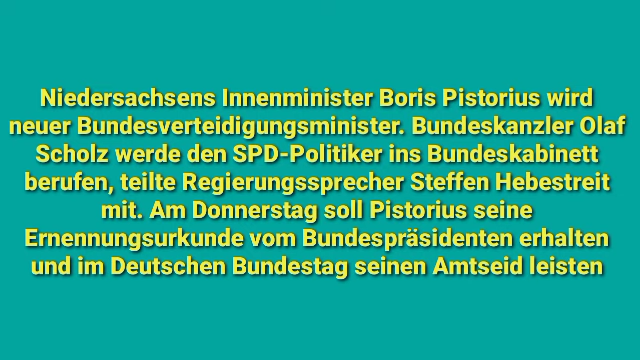 Niedersachsens Innenminister Boris Pistorius wird
neuer Bundesverteidigungsminister. Bundeskanzler Olaf
Scholz werde den SPD-Politiker ins Bundeskabinett
berufen, teilte Regierungssprecher Steffen Hebestreit
mit. Am Donnerstag soll Pistorius seine
Ernennungsurkunde vom Bundespräsidenten erhalten
und im Deutschen Bundestag seinen Amtseid leisten